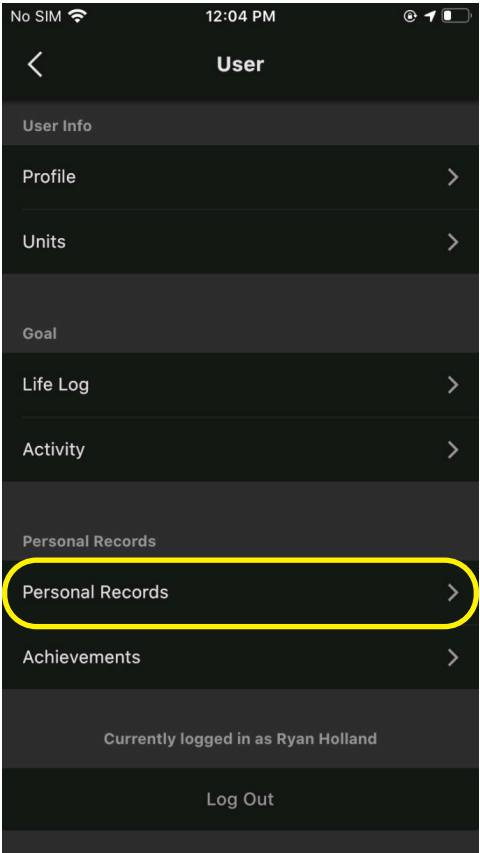 No SIM 12:04 PM
User
User Info
Profile
Units
Goal
Life Log
Activity
Personal Records
Personal Records
Achievements
Currently logged in as Ryan Holland
Log Out